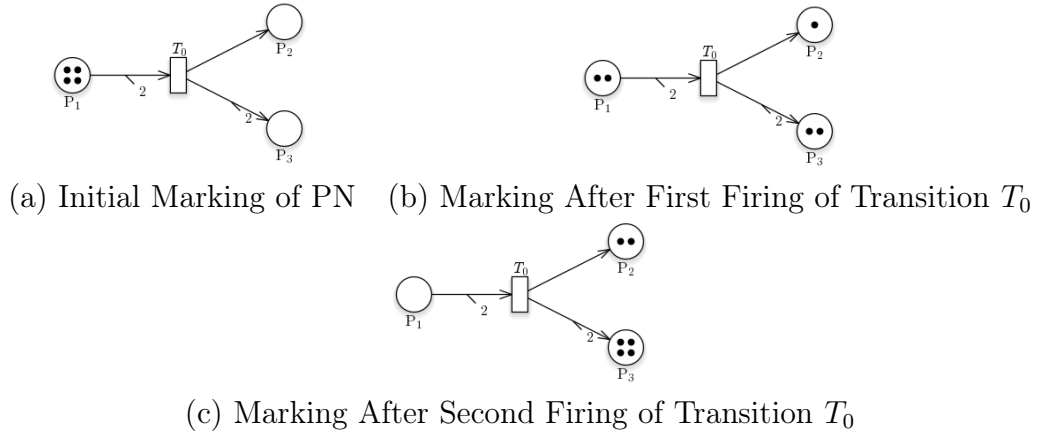 T₀
P₂
P₁
2
2
P₃
T₀
P₂
P₁
2
2
P₃
(a) Initial Marking of PN (b) Marking After First Firing of Transition T₀
T₀
P₂
P₁
2
2
P₃
(c) Marking After Second Firing of Transition T₀